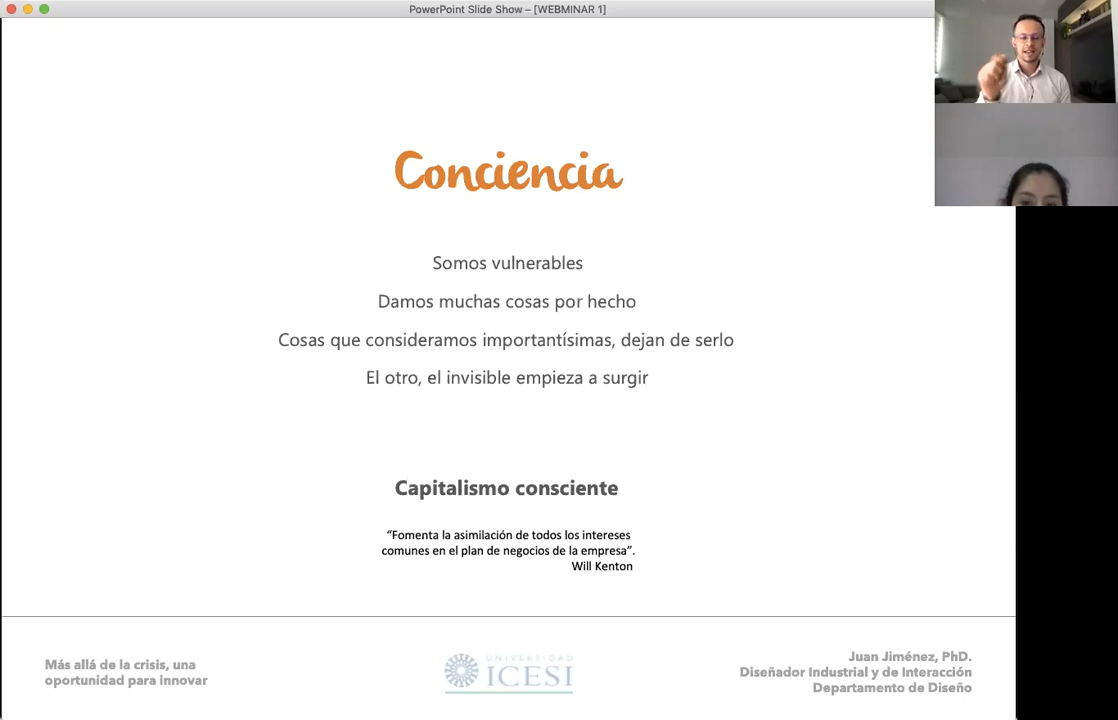 PowerPoint Slide Show – [WEBMINAR 1]
Conciencia
Somos vulnerables
Damos muchas cosas por hecho
Cosas que consideramos importantísimas, dejan de serlo
El otro, el invisible empieza a surgir
Capitalismo consciente
“Fomenta la asimilación de todos los intereses
comunes en el plan de negocios de la empresa”.
Will Kenton
Más allá de la crisis, una
oportunidad para innovar
UNIVERSIDAD
ICESI
Juan Jiménez, PhD.
Diseñador Industrial y de Interacción
Departamento de Diseño